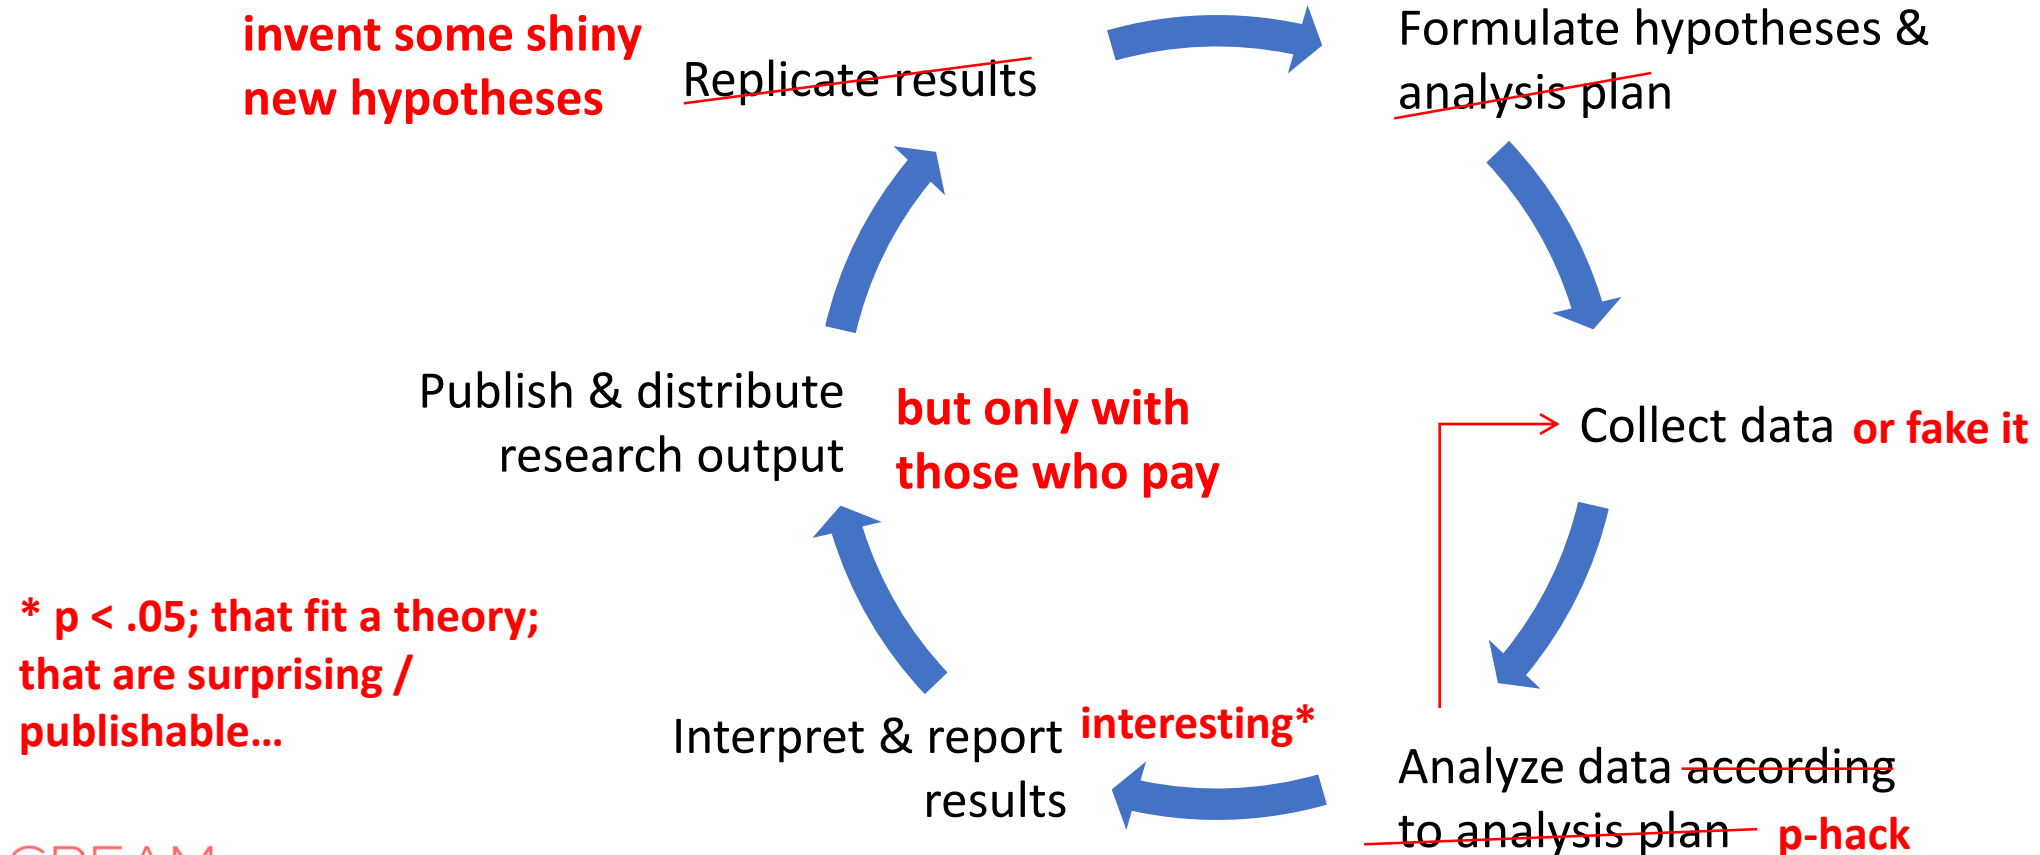 invent some shiny
new hypotheses
Replicate results
Formulate hypotheses &
analysis plan
Collect data or fake it
Analyze data according
to analysis plan p-hack
Interpret & report interesting*
results
Publish & distribute
research output
but only with
those who pay
* p < .05; that fit a theory;
that are surprising /
publishable...